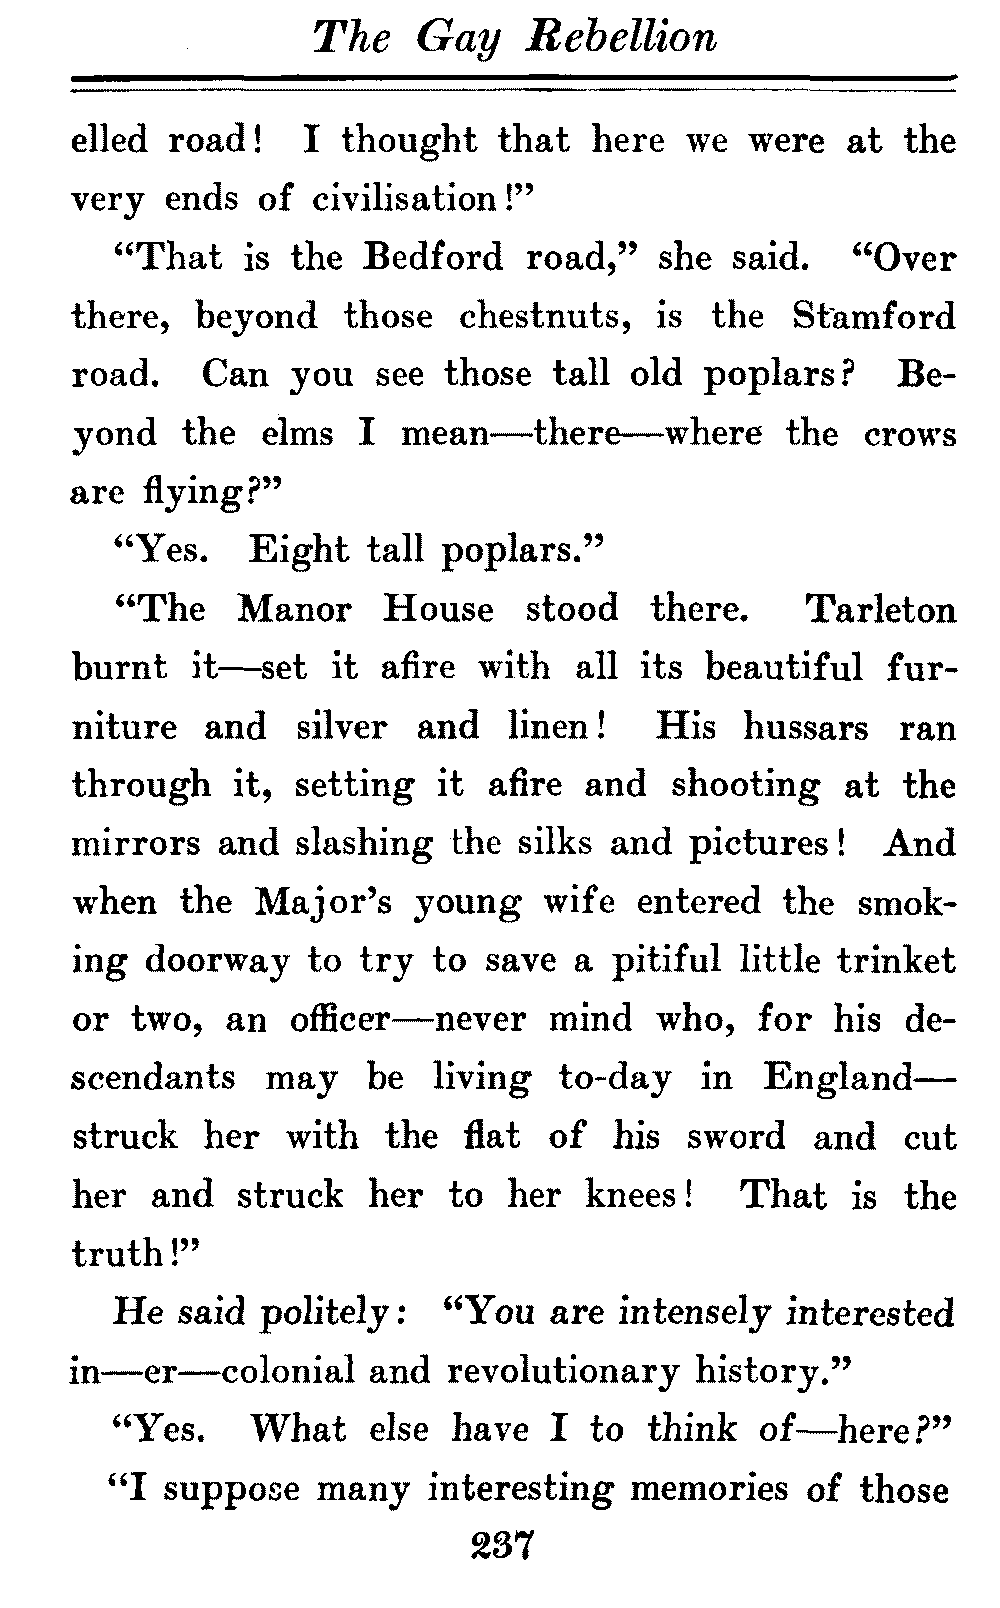 The Gay Rebellion
elled road! I thought that here we were at the
very ends of civilisation!”
“That is the Bedford road,” she said. “Over
there, beyond those chestnuts, is the Stamford
road. Can you see those tall old poplars? Be-
yond the elms I mean—there—where the crows
are flying?”
“Yes. Eight tall poplars.”
“The Manor House stood there. Tarleton
burnt it—set it afire with all its beautiful fur-
niture and silver and linen! His hussars ran
through it, setting it afire and shooting at the
mirrors and slashing the silks and pictures! And
when the Major’s young wife entered the smok-
ing doorway to try to save a pitiful little trinket
or two, an officer—never mind who, for his de-
scendants may be living to-day in England—
struck her with the flat of his sword and cut
her and struck her to her knees! That is the
truth!”
He said politely: “You are intensely interested
in—er—colonial and revolutionary history.”
“Yes. What else have I to think of—here?”
“I suppose many interesting memories of those
237